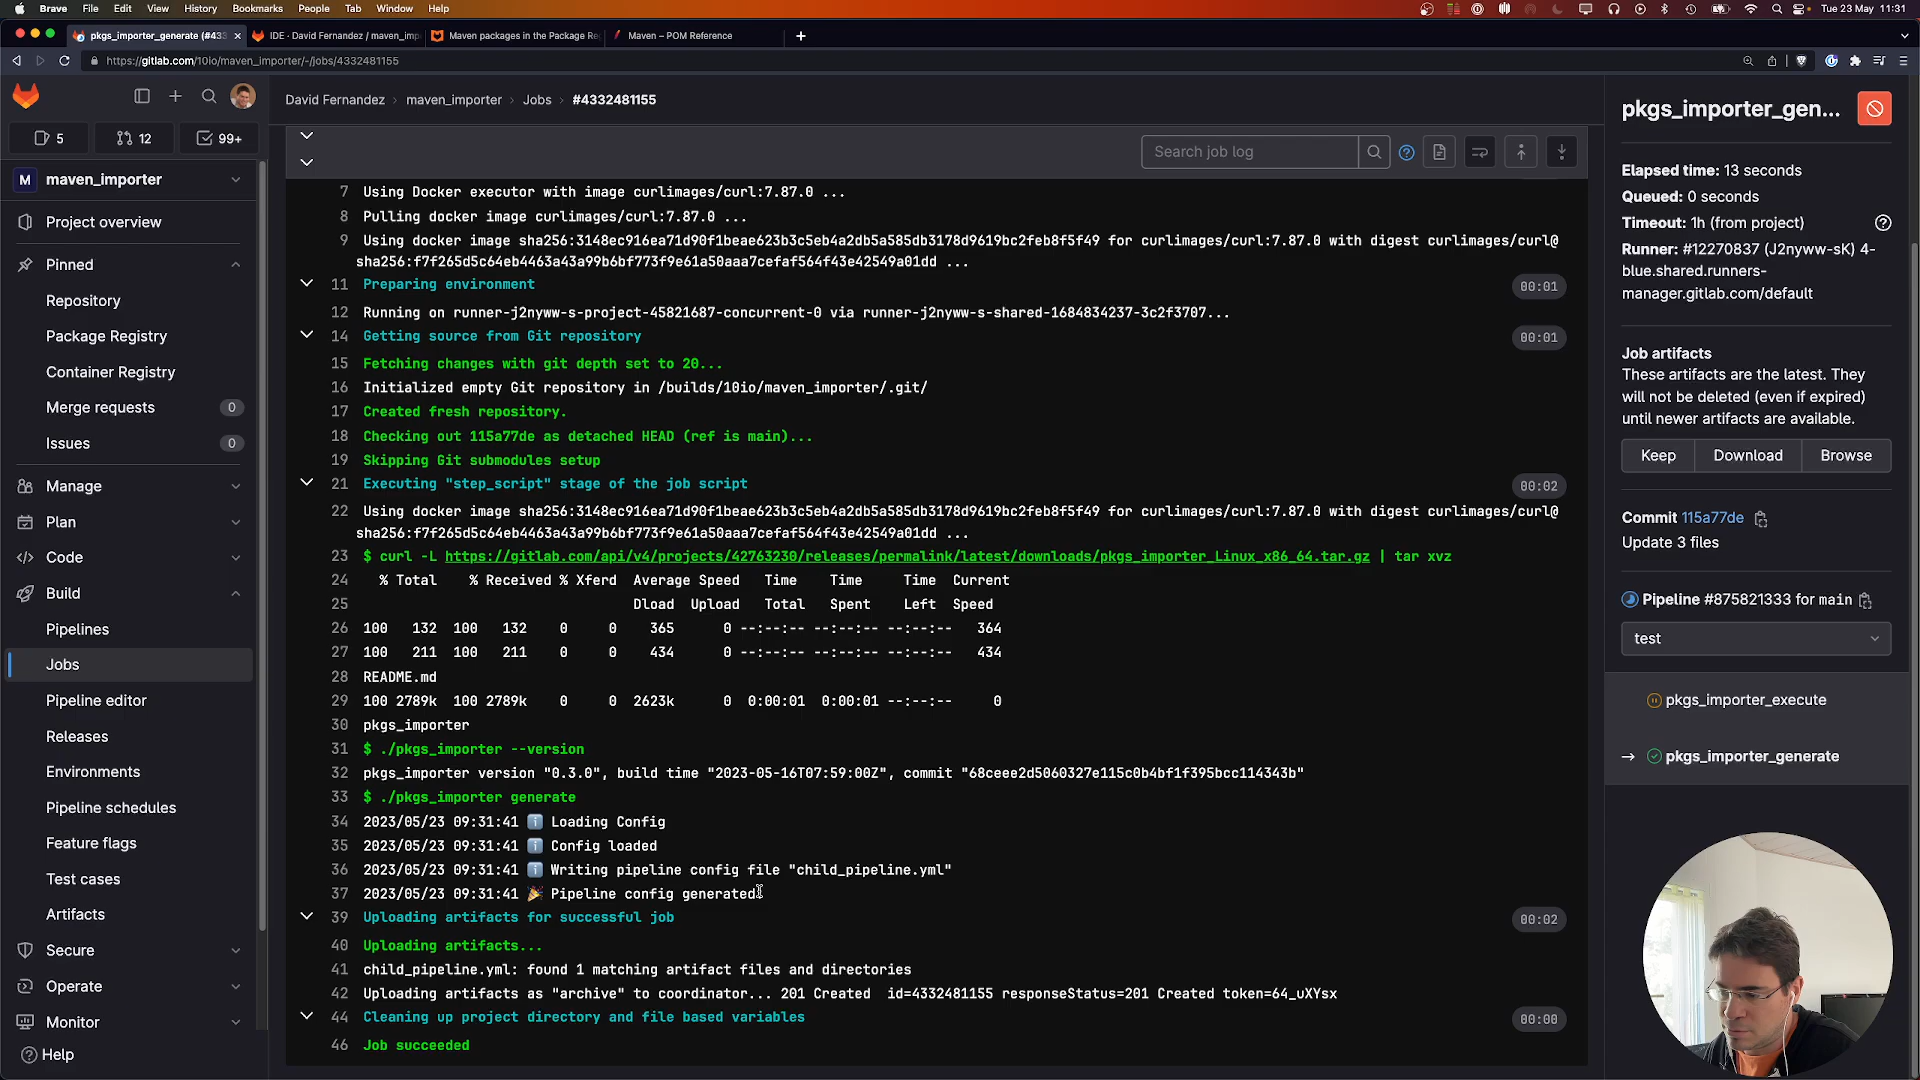 Brave File Edit View History Bookmarks People Tab Window Help Tue 23 May 11:31
pkgs_importer_generate (#433 IDE · David Fernandez / maven_imp Maven packages in the Package Re Maven – POM Reference
https://gitlab.com/10io/maven_importer/-/jobs/4332481155
David Fernandez › maven_importer › Jobs › #4332481155
5 12 99+
M maven_importer
Project overview
Pinned
Repository
Package Registry
Container Registry
Merge requests 0
Issues 0
Manage
Plan
Code
Build
Pipelines
Jobs
Pipeline editor
Releases
Environments
Pipeline schedules
Feature flags
Test cases
Artifacts
Secure
Operate
Monitor
Help
Search job log
7 Using Docker executor with image curlimages/curl:7.87.0 ...
8 Pulling docker image curlimages/curl:7.87.0 ...
9 Using docker image sha256:3148ec916ea71d90f1beae623b3c5eb4a2db5a585db3178d9619bc2feb8f5f49 for curlimages/curl:7.87.0 with digest curlimages/curl@
sha256:f7f265d5c64eb4463a43a99b6bf773f9e61a50aaa7cefaf564f43e42549a01dd ...
11 Preparing environment 00:01
12 Running on runner-j2nyww-s-project-45821687-concurrent-0 via runner-j2nyww-s-shared-1684834237-3c2f3707...
14 Getting source from Git repository 00:01
15 Fetching changes with git depth set to 20...
16 Initialized empty Git repository in /builds/10io/maven_importer/.git/
17 Created fresh repository.
18 Checking out 115a77de as detached HEAD (ref is main)...
19 Skipping Git submodules setup
21 Executing "step_script" stage of the job script 00:02
22 Using docker image sha256:3148ec916ea71d90f1beae623b3c5eb4a2db5a585db3178d9619bc2feb8f5f49 for curlimages/curl:7.87.0 with digest curlimages/curl@
sha256:f7f265d5c64eb4463a43a99b6bf773f9e61a50aaa7cefaf564f43e42549a01dd ...
23 $ curl -L https://gitlab.com/api/v4/projects/42763230/releases/permalink/latest/downloads/pkgs_importer_Linux_x86_64.tar.gz | tar xvz
24 % Total % Received % Xferd Average Speed Time Time Time Current
25 Dload Upload Total Spent Left Speed
26 100 132 100 132 0 0 365 0 --:--:-- --:--:-- --:--:-- 364
27 100 211 100 211 0 0 434 0 --:--:-- --:--:-- --:--:-- 434
28 README.md
29 100 2789k 100 2789k 0 0 2623k 0 0:00:01 0:00:01 --:--:-- 0
30 pkgs_importer
31 $ ./pkgs_importer --version
32 pkgs_importer version "0.3.0", build time "2023-05-16T07:59:00Z", commit "68ceee2d5060327e115c0b4bf1f395bcc114343b"
33 $ ./pkgs_importer generate
34 2023/05/23 09:31:41 ℹ️ Loading Config
35 2023/05/23 09:31:41 ℹ️ Config loaded
36 2023/05/23 09:31:41 ℹ️ Writing pipeline config file "child_pipeline.yml"
37 2023/05/23 09:31:41 🎉 Pipeline config generated!
39 Uploading artifacts for successful job 00:02
40 Uploading artifacts...
41 child_pipeline.yml: found 1 matching artifact files and directories
42 Uploading artifacts as "archive" to coordinator... 201 Created id=4332481155 responseStatus=201 Created token=64_uXYsx
44 Cleaning up project directory and file based variables 00:00
46 Job succeeded
pkgs_importer_gen...
Elapsed time: 13 seconds
Queued: 0 seconds
Timeout: 1h (from project)
Runner: #12270837 (J2nyww-sK) 4-
blue.shared.runners-
manager.gitlab.com/default
Job artifacts
These artifacts are the latest. They
will not be deleted (even if expired)
until newer artifacts are available.
Keep Download Browse
Commit 115a77de
Update 3 files
Pipeline #875821333 for main
test
pkgs_importer_execute
→ pkgs_importer_generate